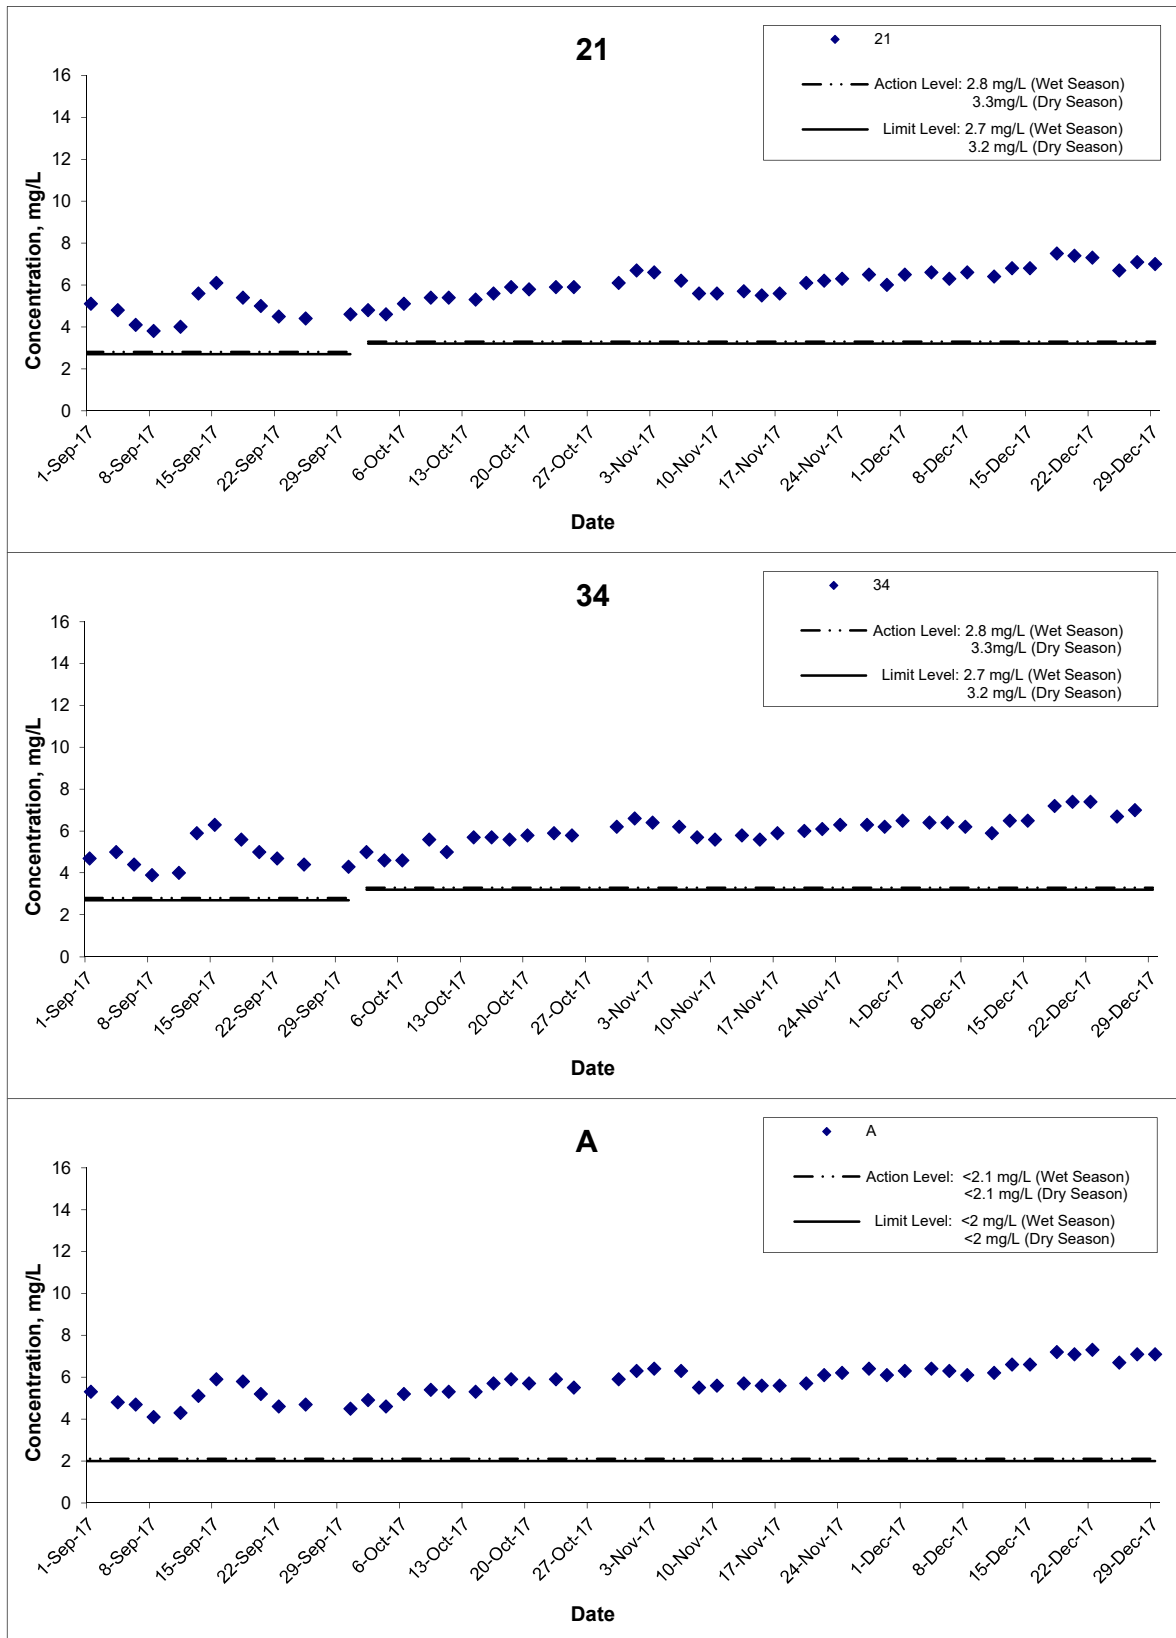 21
21
Action Level: 2.8 mg/L (Wet Season)
3.3mg/L (Dry Season)
Limit Level: 2.7 mg/L (Wet Season)
3.2 mg/L (Dry Season)
Concentration, mg/L
16
14
12
10
8
6
4
2
0
1-Sep-17
8-Sep-17
15-Sep-17
22-Sep-17
29-Sep-17
6-Oct-17
13-Oct-17
20-Oct-17
27-Oct-17
3-Nov-17
10-Nov-17
17-Nov-17
24-Nov-17
1-Dec-17
8-Dec-17
15-Dec-17
22-Dec-17
29-Dec-17
Date
34
34
Action Level: 2.8 mg/L (Wet Season)
3.3mg/L (Dry Season)
Limit Level: 2.7 mg/L (Wet Season)
3.2 mg/L (Dry Season)
Concentration, mg/L
16
14
12
10
8
6
4
2
0
1-Sep-17
8-Sep-17
15-Sep-17
22-Sep-17
29-Sep-17
6-Oct-17
13-Oct-17
20-Oct-17
27-Oct-17
3-Nov-17
10-Nov-17
17-Nov-17
24-Nov-17
1-Dec-17
8-Dec-17
15-Dec-17
22-Dec-17
29-Dec-17
Date
A
A
Action Level: <2.1 mg/L (Wet Season)
<2.1 mg/L (Dry Season)
Limit Level: <2 mg/L (Wet Season)
<2 mg/L (Dry Season)
Concentration, mg/L
16
14
12
10
8
6
4
2
0
1-Sep-17
8-Sep-17
15-Sep-17
22-Sep-17
29-Sep-17
6-Oct-17
13-Oct-17
20-Oct-17
27-Oct-17
3-Nov-17
10-Nov-17
17-Nov-17
24-Nov-17
1-Dec-17
8-Dec-17
15-Dec-17
22-Dec-17
29-Dec-17
Date